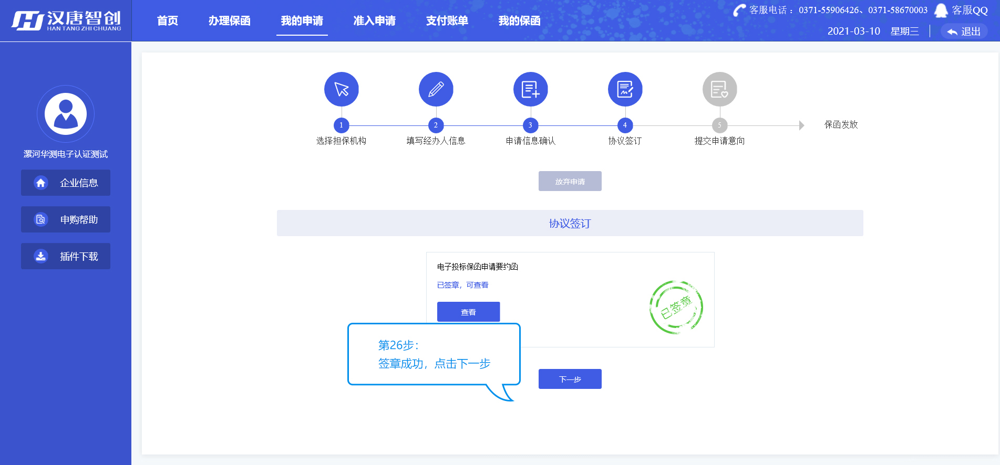 汉唐智创
HANTANGZHICHUANG
首页
办理保函
我的申请
准入申请
支付账单
我的保函
客服电话：0371-55906426、0371-58670003
客服QQ
2021-03-10 星期三
退出
漯河华测电子认证测试
企业信息
申购帮助
插件下载
1
2
3
4
5
选择担保机构
填写经办人信息
申请信息确认
协议签订
提交申请意向
保函发放
放弃申请
协议签订
电子投标保函申请要约函
已签章，可查看
查看
已签章
第26步：
签章成功，点击下一步
下一步